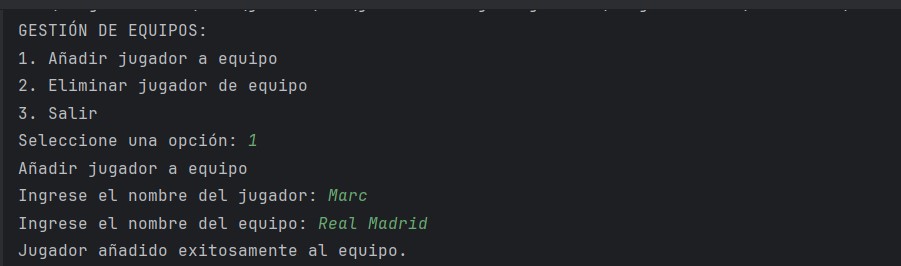 GESTIÓN DE EQUIPOS:
1. Añadir jugador a equipo
2. Eliminar jugador de equipo
3. Salir
Seleccione una opción: 1
Añadir jugador a equipo
Ingrese el nombre del jugador: Marc
Ingrese el nombre del equipo: Real Madrid
Jugador añadido exitosamente al equipo.